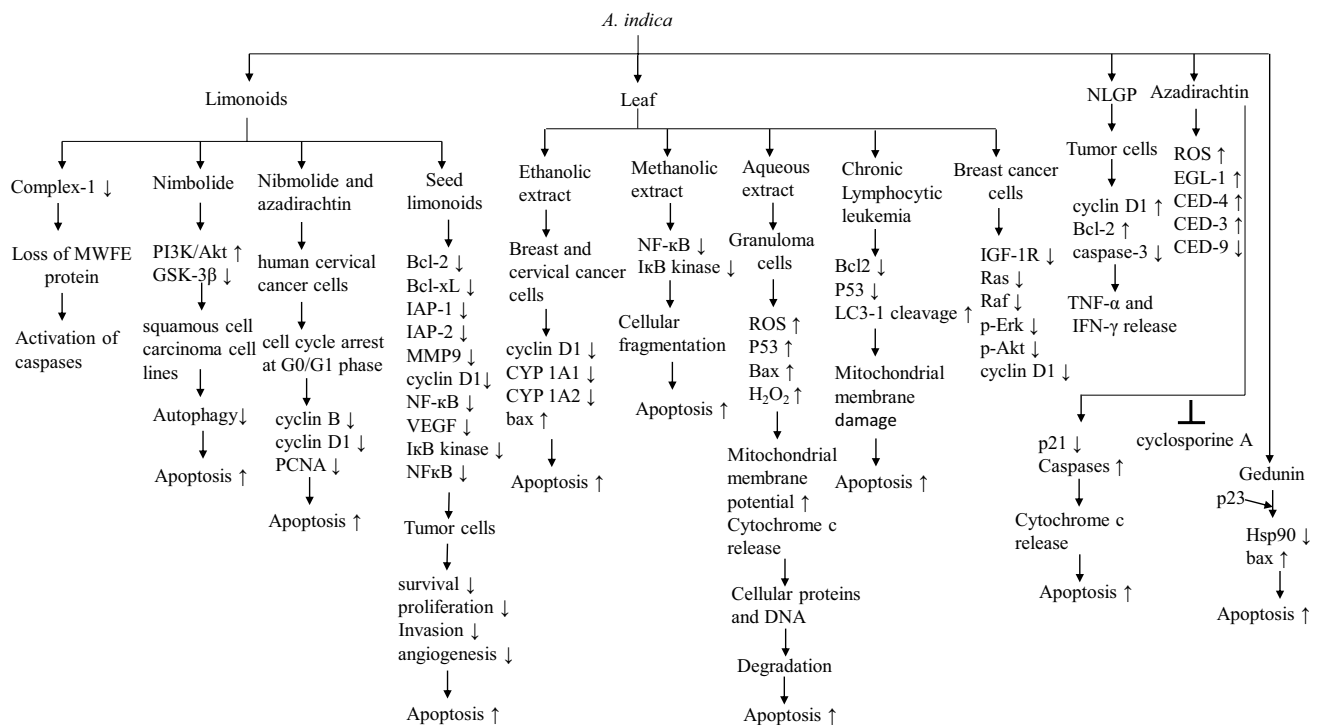 A. indica
Limonoids
Leaf
NLGP
Azadirachtin
Complex-1 ↓
Loss of MWFE
protein
Activation of
caspases
Nimbolide
PI3K/Akt ↑
GSK-3β ↓
squamous cell
carcinoma cell
lines
Autophagy↓
Apoptosis ↑
Nibmolide and
azadirachtin
human cervical
cancer cells
cell cycle arrest
at G0/G1 phase
cyclin B ↓
cyclin D1 ↓
PCNA ↓
Apoptosis ↑
Seed
limonoids
Bcl-2 ↓
Bcl-xL ↓
IAP-1 ↓
IAP-2 ↓
MMP9 ↓
cyclin D1↓
NF-κB ↓
VEGF ↓
IκB kinase ↓
NFκB ↓
Tumor cells
survival ↓
proliferation ↓
Invasion ↓
angiogenesis ↓
Apoptosis ↑
Ethanolic
extract
Breast and
cervical cancer
cells
cyclin D1 ↓
CYP 1A1 ↓
CYP 1A2 ↓
bax ↑
Apoptosis ↑
Methanolic
extract
NF-κB ↓
IκB kinase ↓
Cellular
fragmentation
Apoptosis ↑
Aqueous
extract
Granuloma
cells
ROS ↑
P53 ↑
Bax ↑
H₂O₂ ↑
Mitochondrial
membrane
potential ↑
Cytochrome c
release
Cellular proteins
and DNA
Degradation
Apoptosis ↑
Chronic
Lymphocytic
leukemia
Bcl2 ↓
P53 ↓
LC3-1 cleavage ↑
Mitochondrial
membrane
damage
Apoptosis ↑
Breast cancer
cells
IGF-1R ↓
Ras ↓
Raf ↓
p-Erk ↓
p-Akt ↓
cyclin D1 ↓
Tumor cells
cyclin D1 ↑
Bcl-2 ↑
caspase-3 ↓
TNF-α and
IFN-γ release
ROS ↑
EGL-1 ↑
CED-4 ↑
CED-3 ↑
CED-9 ↓
p21 ↓
Caspases ↑
Cytochrome c
release
Apoptosis ↑
cyclosporine A
Gedunin
p23
Hsp90 ↓
bax ↑
Apoptosis ↑